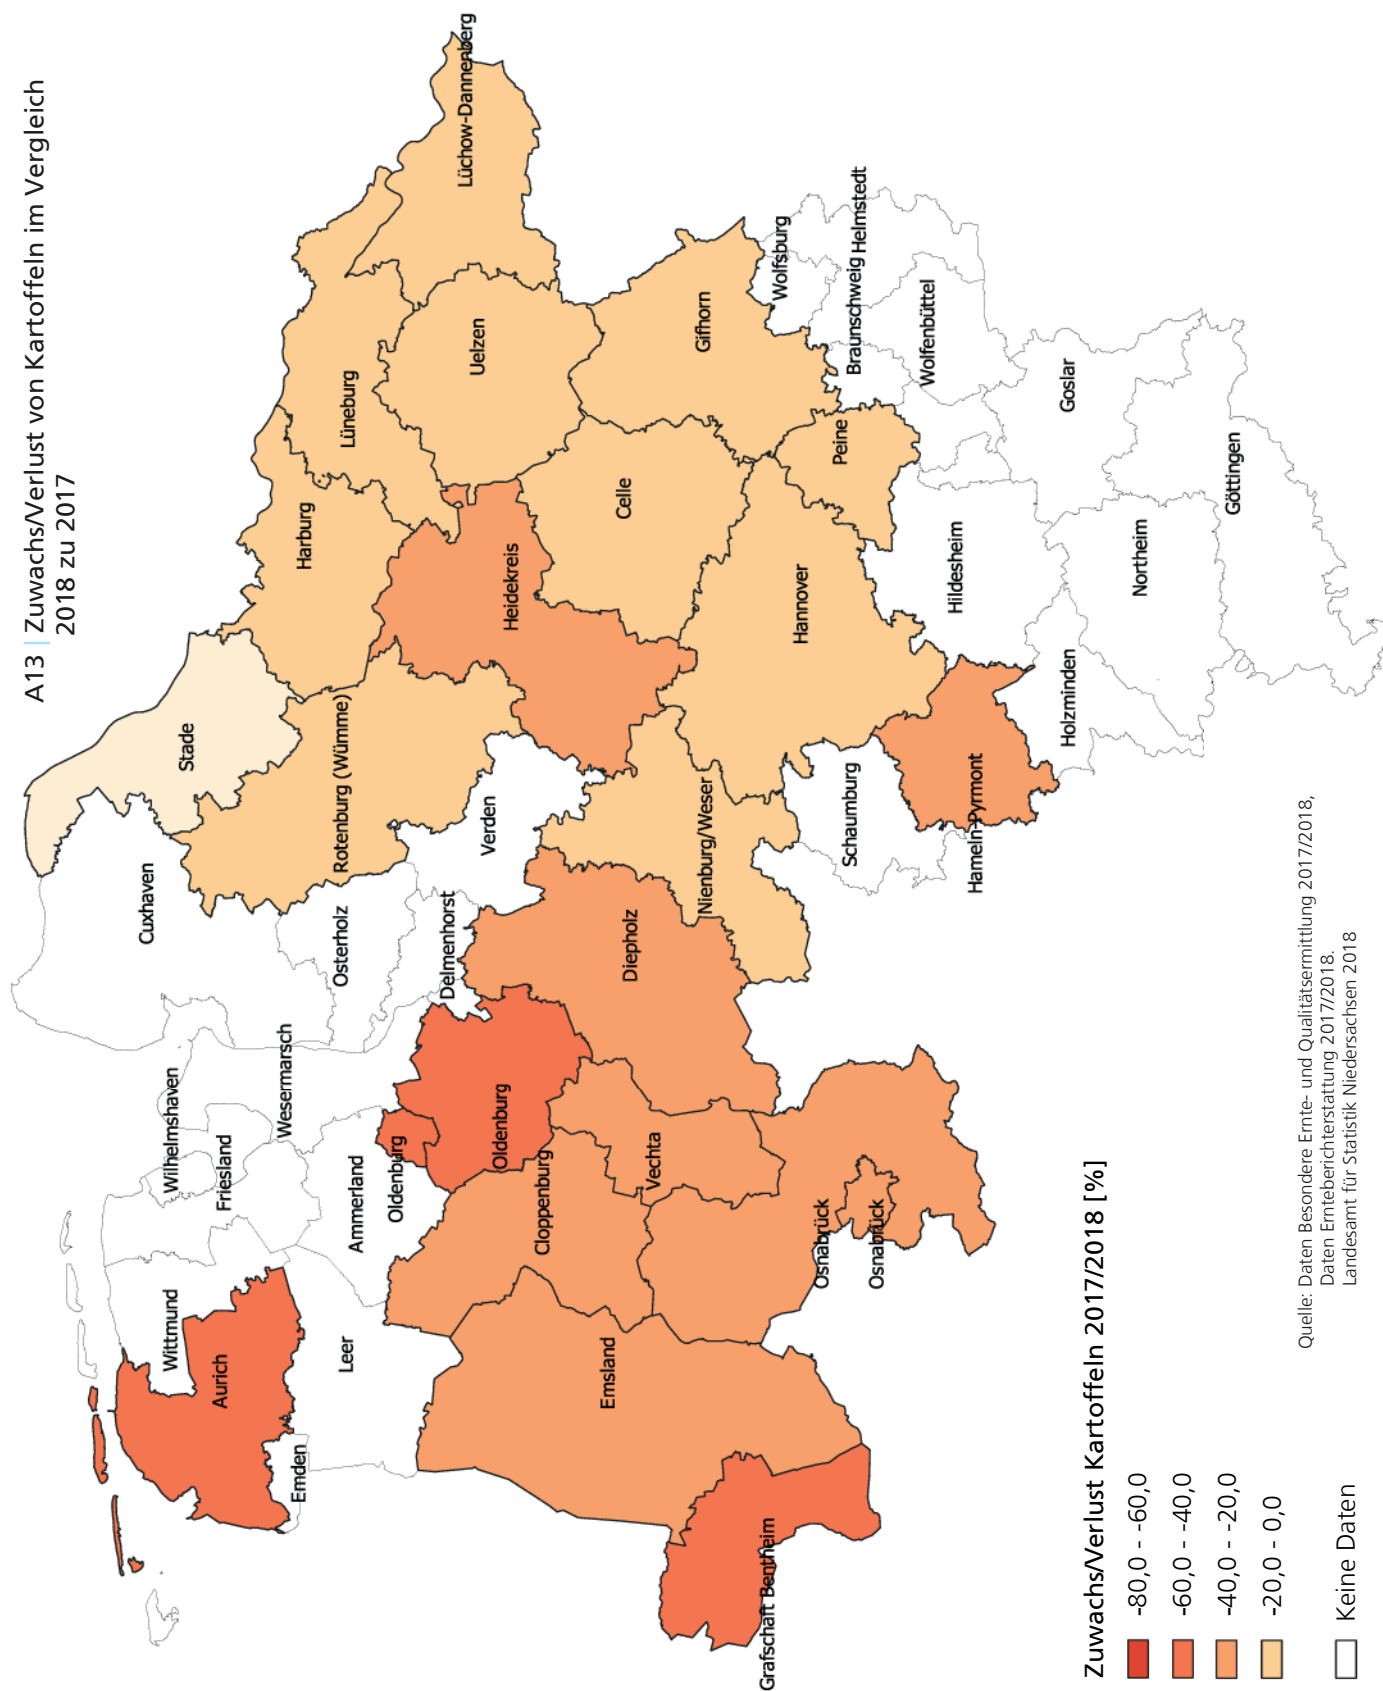 A13 | Zuwachs/Verlust von Kartoffeln im Vergleich
2018 zu 2017
Lüchow-Dannenberg
Lüneburg
Uelzen
Harburg
Stade
Cuxhaven
Rotenburg (Wümme)
Heidekreis
Celle
Gifhorn
Wolfsburg
Helmstedt
Braunschweig
Wolfenbüttel
Peine
Hannover
Hildesheim
Goslar
Göttingen
Northeim
Holzminden
Hameln-Pyrmont
Schaumburg
Nienburg/Weser
Verden
Osterholz
Delmenhorst
Diepholz
Wesermarsch
Wilhelmshaven
Friesland
Ammerland
Oldenburg
Oldenburg
Cloppenburg
Vechta
Osnabrück
Osnabrück
Wittmund
Aurich
Emden
Leer
Emsland
Grafschaft Bentheim
Zuwachs/Verlust Kartoffeln 2017/2018 [%]
-80,0 - -60,0
-60,0 - -40,0
-40,0 - -20,0
-20,0 - 0,0
Keine Daten
Quelle: Daten Besondere Ernte- und Qualitätsermittlung 2017/2018,
Daten Ernteberichterstattung 2017/2018.
Landesamt für Statistik Niedersachsen 2018